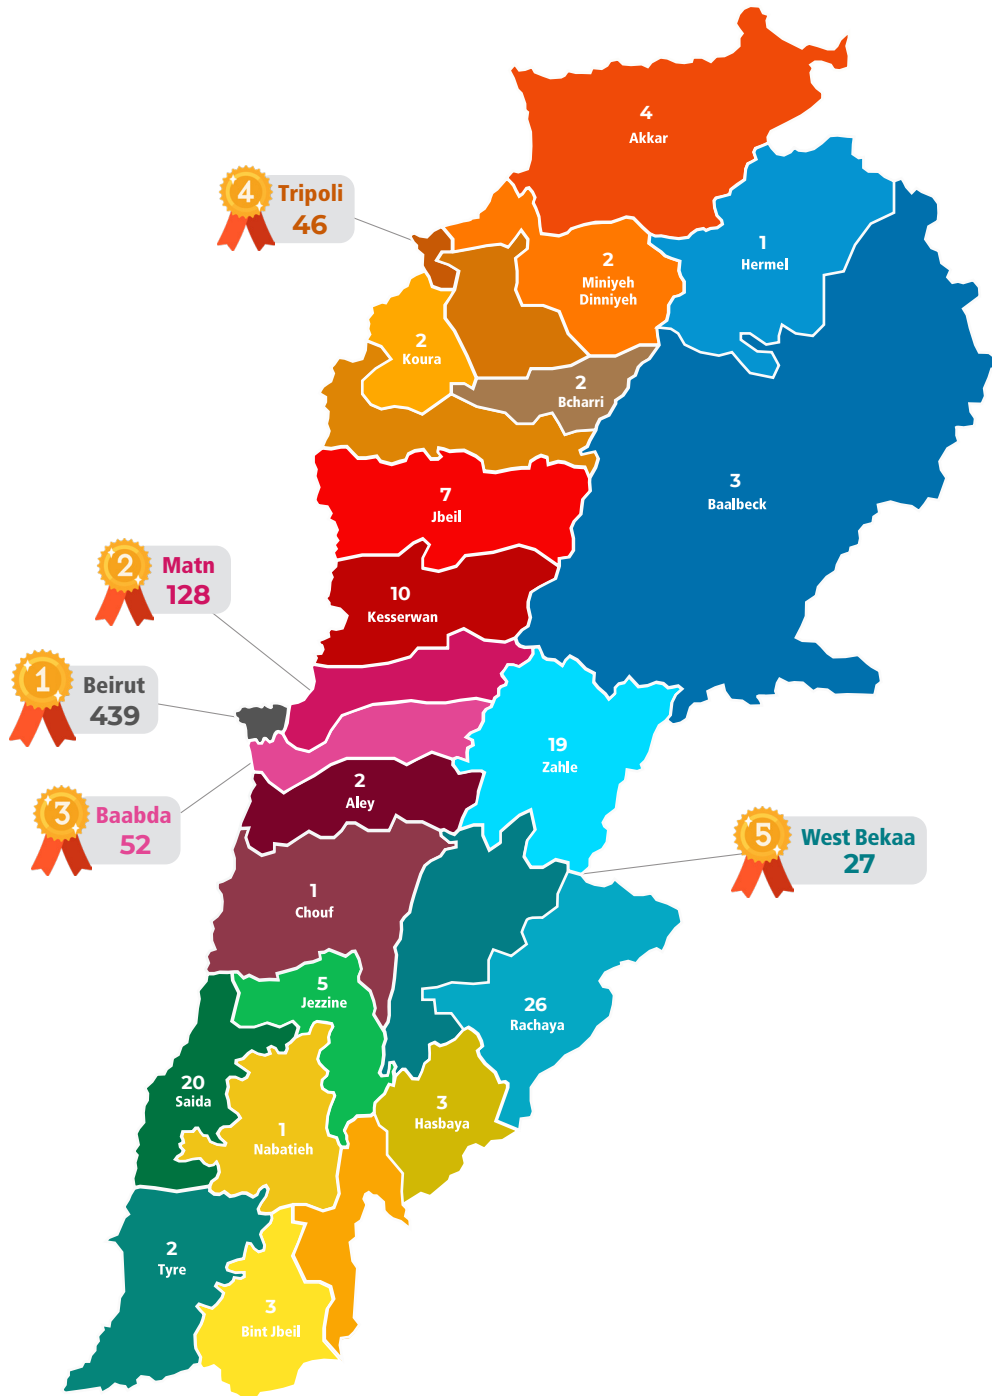 4
Akkar
4
Tripoli
46
1
Hermel
2
Miniyeh
Dinniyeh
2
Koura
2
Bcharri
3
Baalbeck
7
Jbeil
2
Matn
128
10
Kesserwan
1
Beirut
439
19
Zahle
2
Aley
3
Baabda
52
5
West Bekaa
27
1
Chouf
5
Jezzine
26
Rachaya
20
Saida
3
Hasbaya
1
Nabatieh
2
Tyre
3
Bint Jbeil